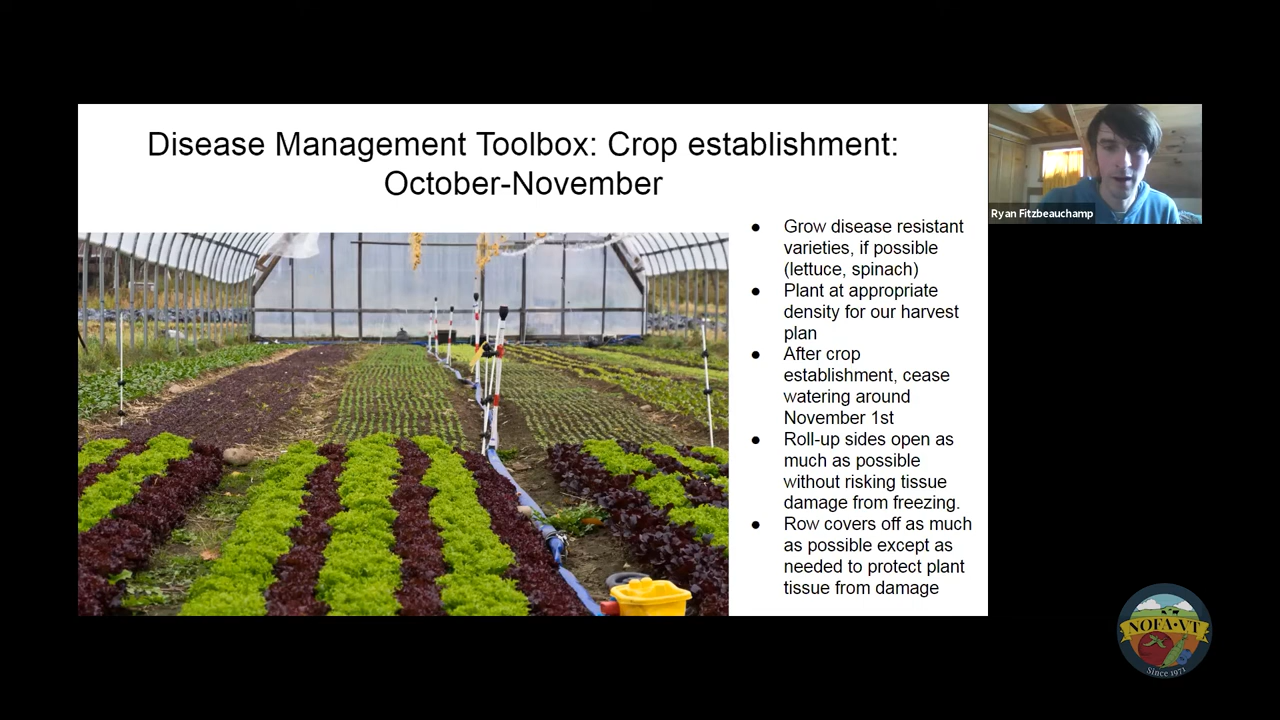 Disease Management Toolbox: Crop establishment:
October-November
● Grow disease resistant
varieties, if possible
(lettuce, spinach)
● Plant at appropriate
density for our harvest
plan
● After crop
establishment, cease
watering around
November 1st
● Roll-up sides open as
much as possible
without risking tissue
damage from freezing.
● Row covers off as much
as possible except as
needed to protect plant
tissue from damage
Ryan Fitzbeauchamp
NOFA•VT
Since 1971